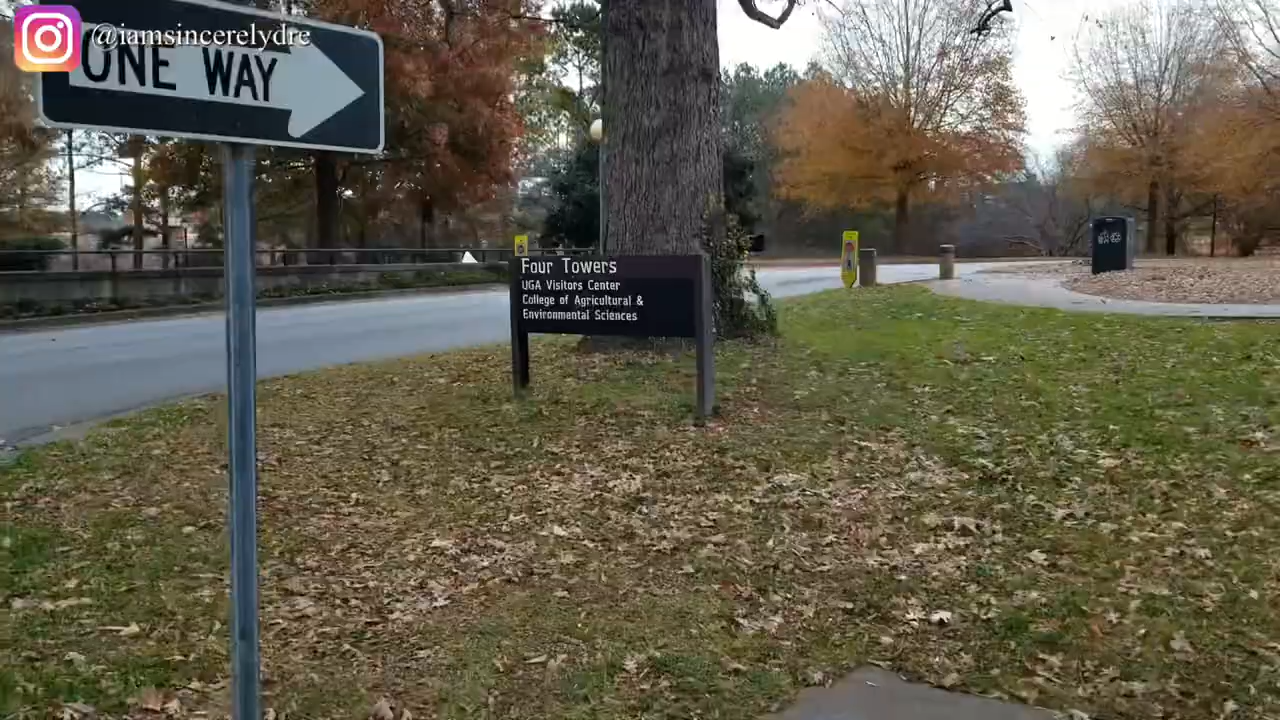 @iamsincerelydre
ONE WAY
Four Towers
UGA Visitors Center
College of Agricultural &
Environmental Sciences